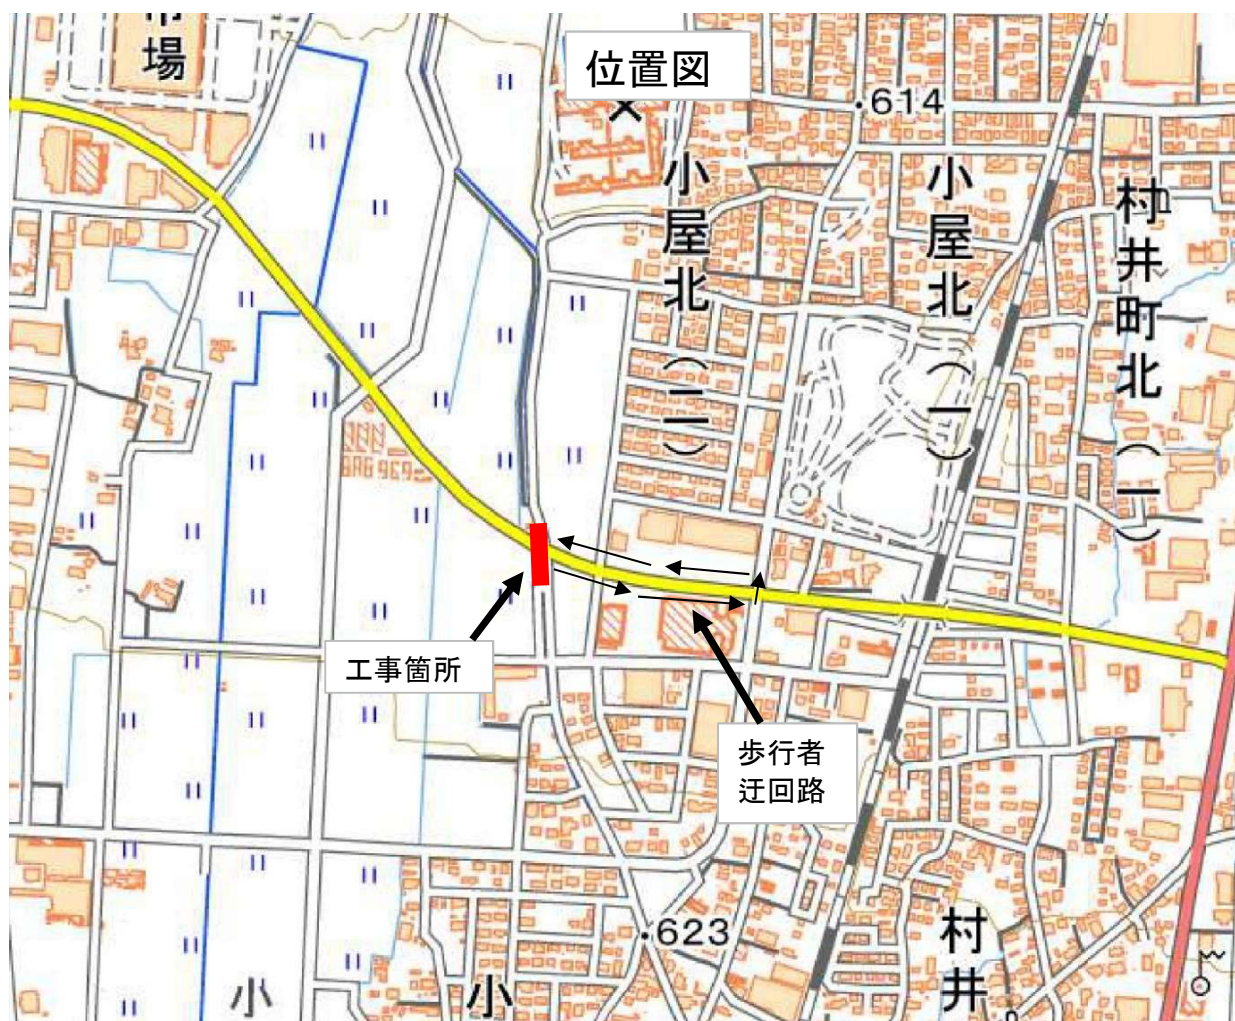 市場
位置図
614
小屋北(二)
小屋北(一)
村井町北(一)
工事箇所
歩行者
迂回路
623
村井
小
小